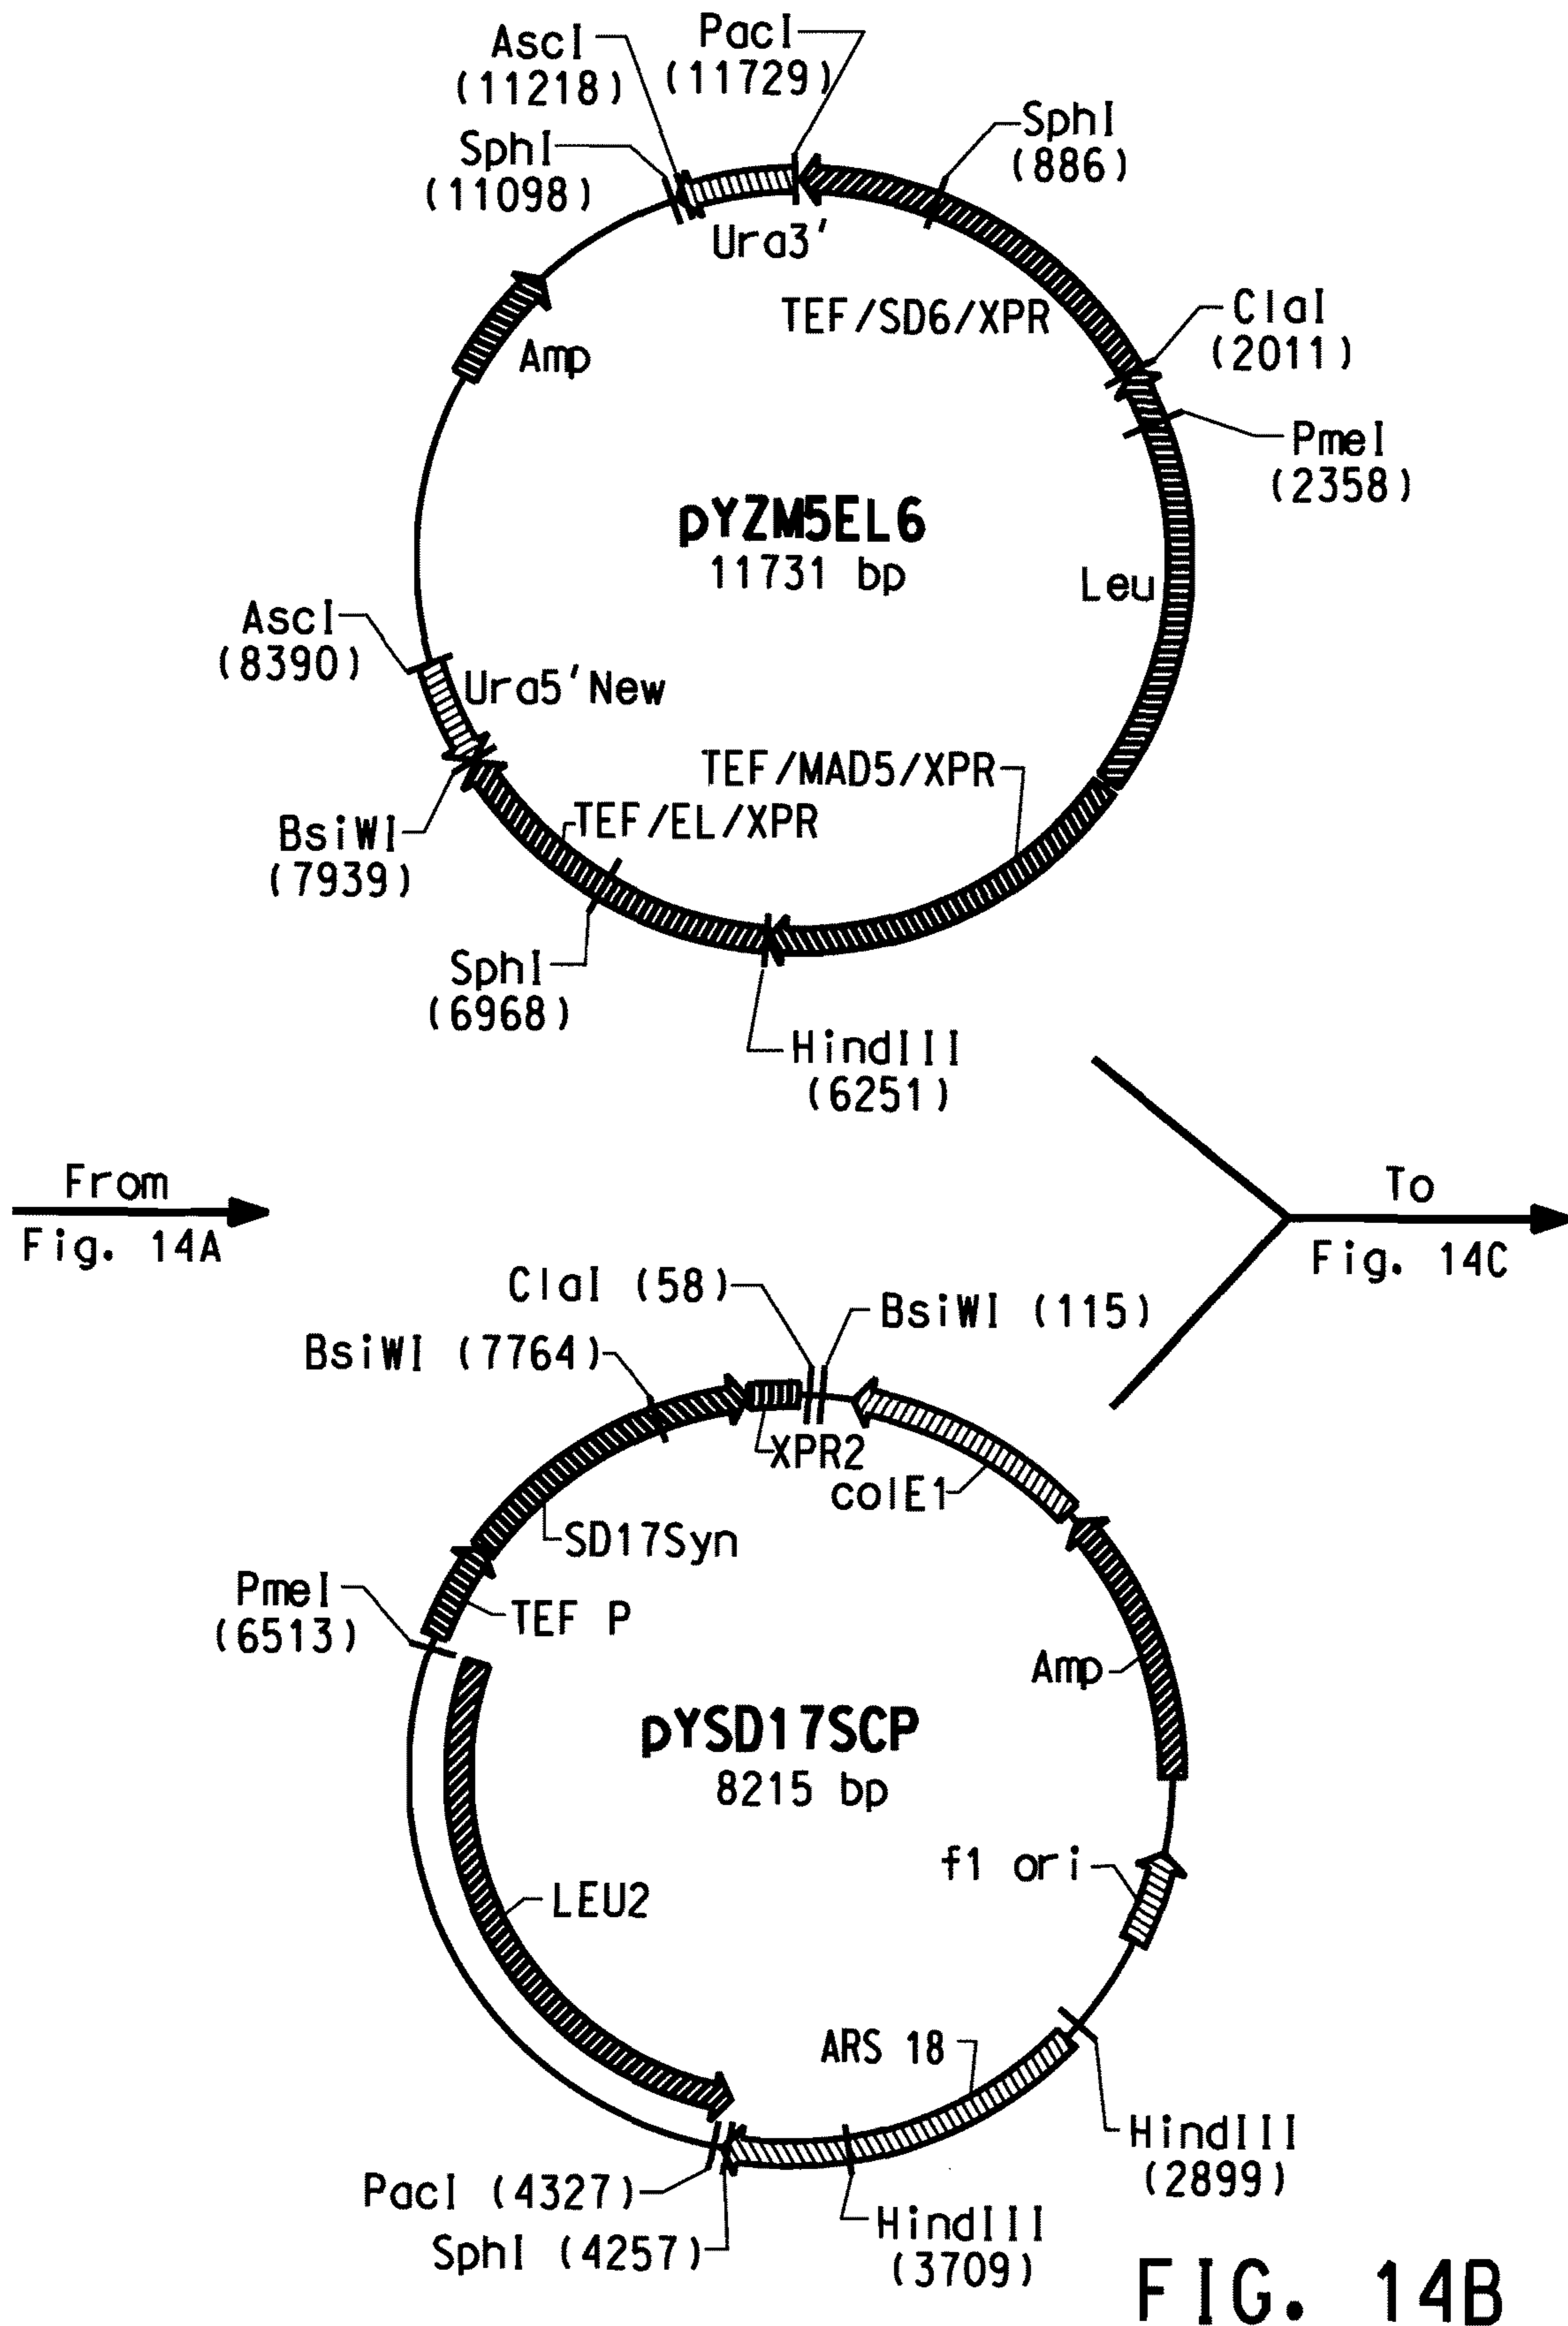 AscI
(11218)
PacI
(11729)
SphI
(11098)
SphI
(886)
Ura3'
TEF/SD6/XPR
ClaI
(2011)
Amp
PmeI
(2358)
pYZM5EL6
11731 bp
Leu
AscI
(8390)
Ura5'New
TEF/MAD5/XPR
TEF/EL/XPR
BsiWI
(7939)
SphI
(6968)
HindIII
(6251)
From
Fig. 14A
To
Fig. 14C
ClaI (58)
BsiWI (115)
BsiWI (7764)
XPR2
colE1
SD17Syn
PmeI
(6513)
TEF P
Amp
pYSD17SCP
8215 bp
f1 ori
LEU2
ARS 18
HindIII
(2899)
PacI (4327)
SphI (4257)
HindIII
(3709)
FIG. 14B